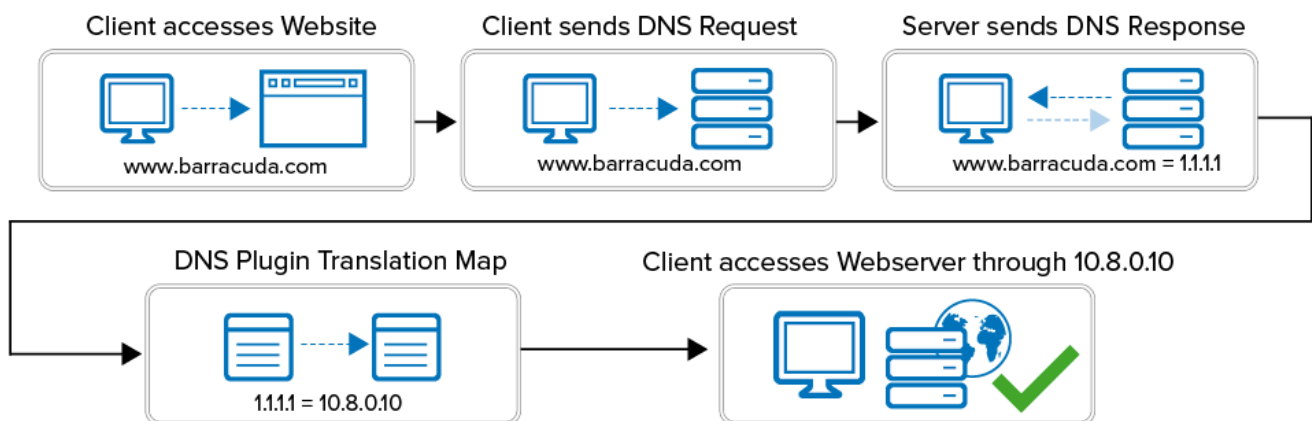 Client accesses Website
www.barracuda.com
Client sends DNS Request
www.barracuda.com
Server sends DNS Response
www.barracuda.com = 1.1.1.1
DNS Plugin Translation Map
1.1.1.1 = 10.8.0.10
Client accesses Webserver through 10.8.0.10